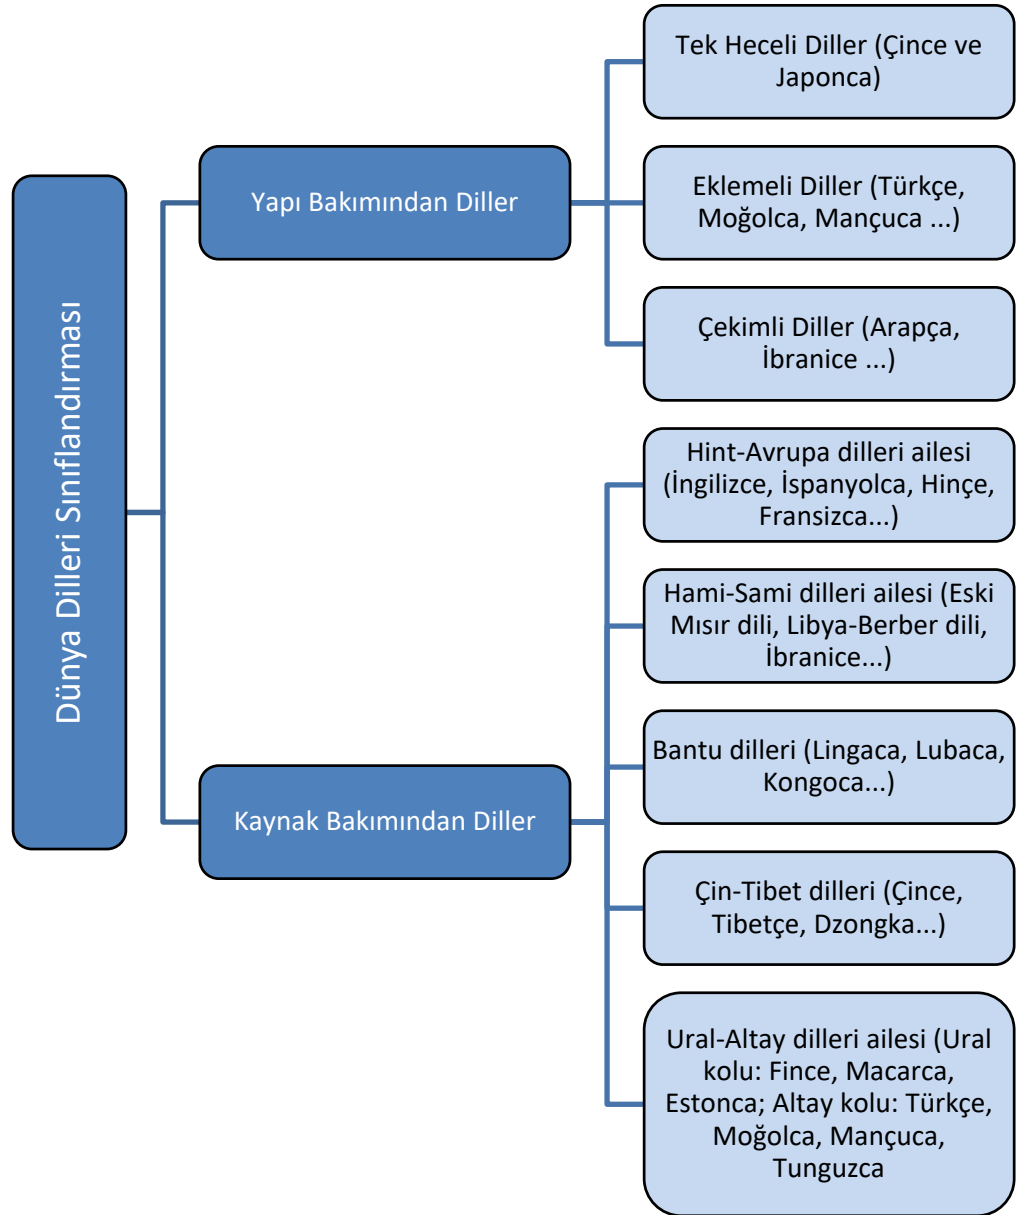 Dünya Dilleri Sınıflandırması
Yapı Bakımından Diller
Tek Heceli Diller (Çince ve
Japonca)
Eklemeli Diller (Türkçe,
Moğolca, Mançuca ...)
Çekimli Diller (Arapça,
İbranice ...)
Kaynak Bakımından Diller
Hint-Avrupa dilleri ailesi
(İngilizce, İspanyolca, Hinçe,
Fransizca...)
Hami-Sami dilleri ailesi (Eski
Mısır dili, Libya-Berber dili,
İbranice...)
Bantu dilleri (Lingaca, Lubaca,
Kongoca...)
Çin-Tibet dilleri (Çince,
Tibetçe, Dzongka...)
Ural-Altay dilleri ailesi (Ural
kolu: Fince, Macarca,
Estonca; Altay kolu: Türkçe,
Moğolca, Mançuca,
Tunguzca